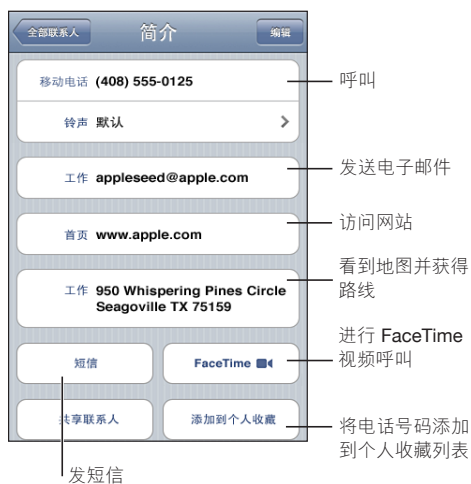 全部联系人 简介 编辑
移动电话 (408) 555-0125
呼叫
铃声 默认
工作 appleseed@apple.com
发送电子邮件
首页 www.apple.com
访问网站
工作 950 Whispering Pines Circle
Seagoville TX 75159
看到地图并获得
路线
短信
FaceTime
进行 FaceTime
视频呼叫
共享联系人
添加到个人收藏
将电话号码添加
到个人收藏列表
发短信